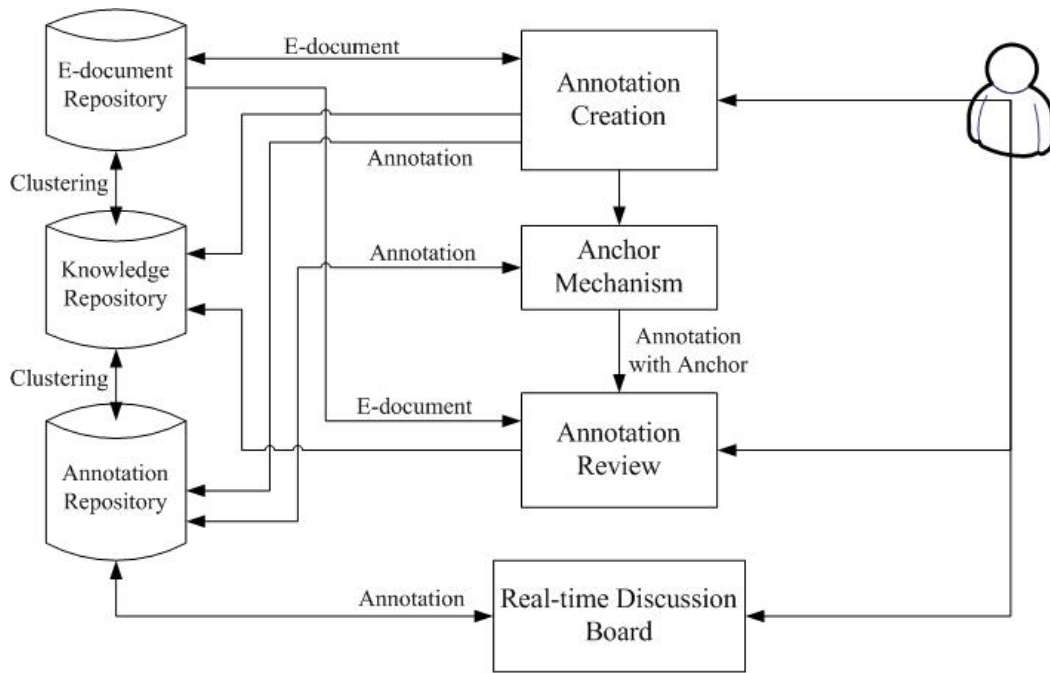 E-document
Repository
E-document
Annotation
Creation
Annotation
Clustering
Knowledge
Repository
Annotation
Anchor
Mechanism
Annotation
with Anchor
Clustering
E-document
Annotation
Review
Annotation
Repository
Annotation
Real-time Discussion
Board